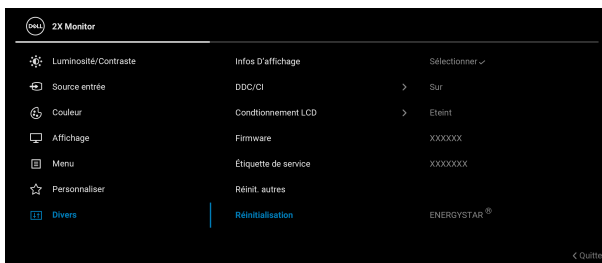 DELL 2X Monitor
Luminosité/Contraste Infos D'affichage Sélectionner
Source entrée DDC/CI Sur
Couleur Condtionnement LCD Eteint
Affichage Firmware XXXXXX
Menu Étiquette de service XXXXXXX
Personnaliser Réinit. autres
Divers Réinitialisation ENERGYSTAR ®
Quitte